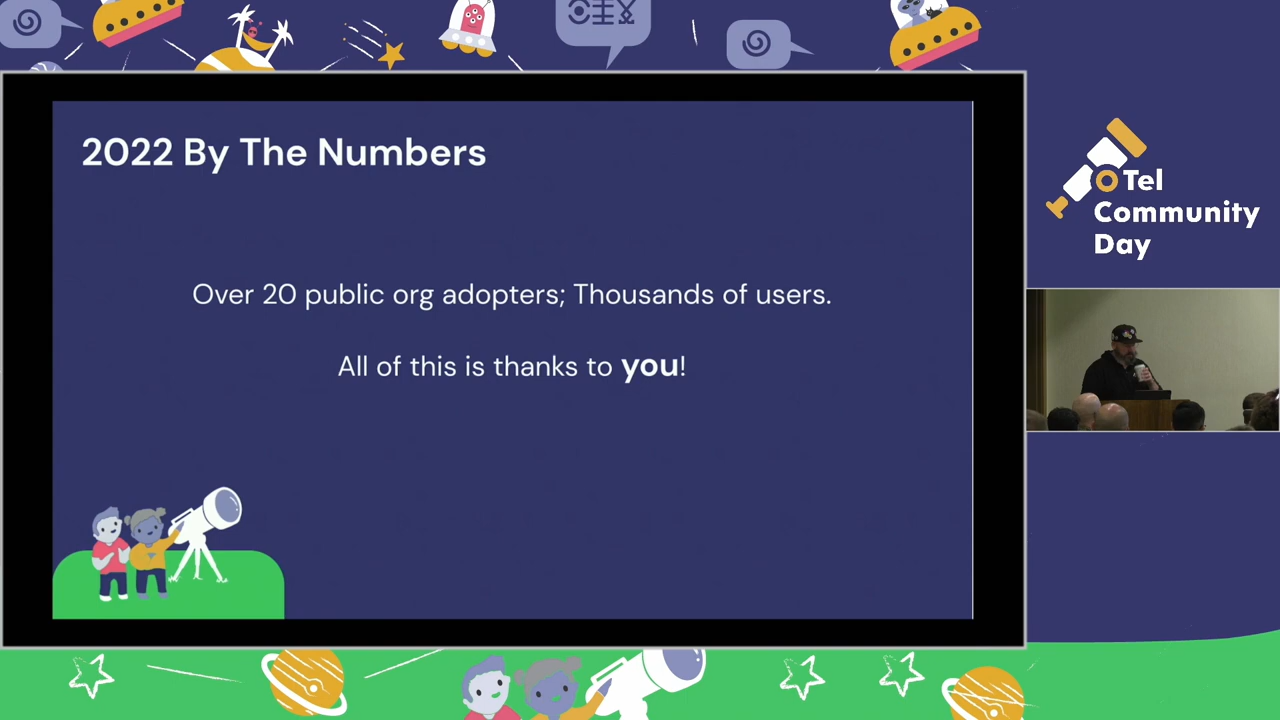 2022 By The Numbers
Over 20 public org adopters; Thousands of users.
All of this is thanks to you!
Tel
Community
Day